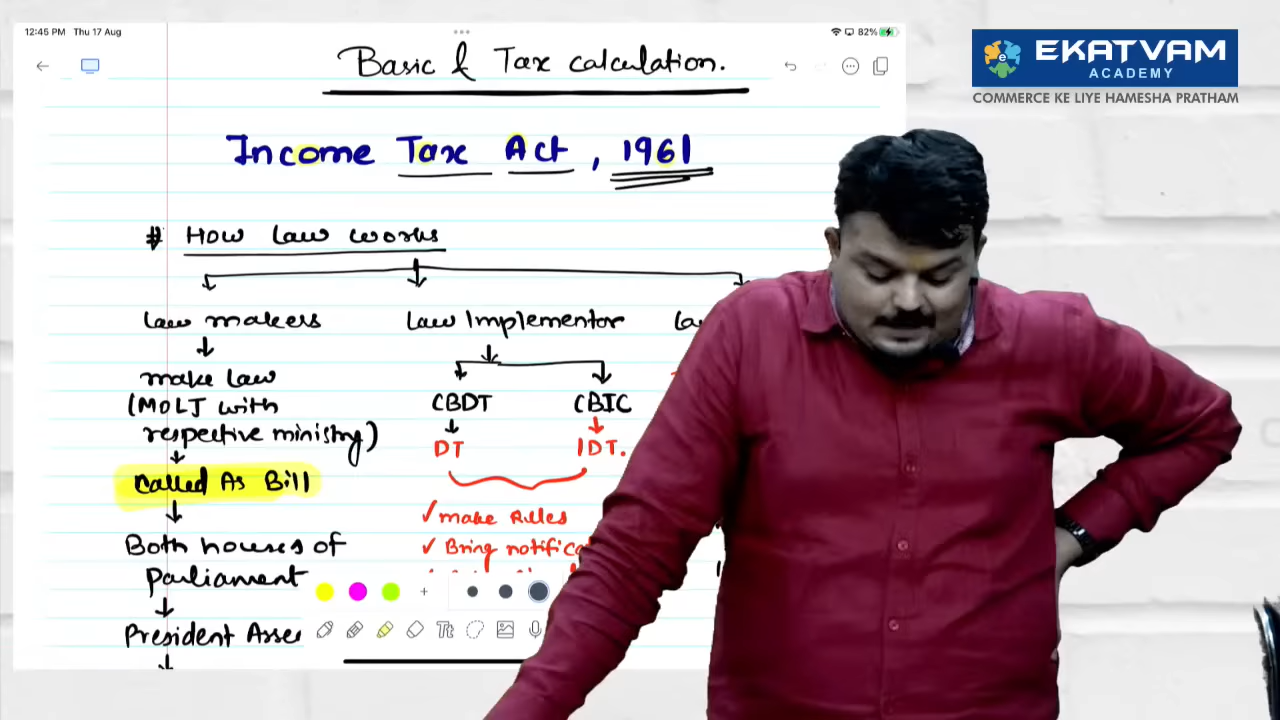 12:45 PM Thu 17 Aug
82%
EKATVAM
ACADEMY
COMMERCE KE LIYE HAMESHA PRATHAM
Basic & Tax calculation.
Income Tax Act, 1961
# How Law works
Law makers Law Implementor
make Law
(MOLJ with
respective ministry)
CBDT CBIC
DT IDT.
Called As Bill
✓ make Rules
Both houses of
Parliament
✓ Bring
President
Tt